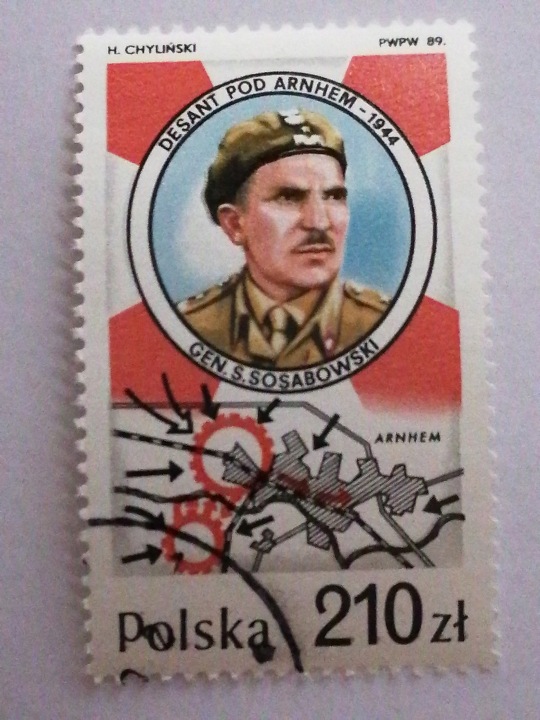 H. CHYLIŃSKI
PWPW 89.
DESANT POD ARNHEM-1944
GEN. S. SOSABOWSKI
ARNHEM
Polska 210 zł